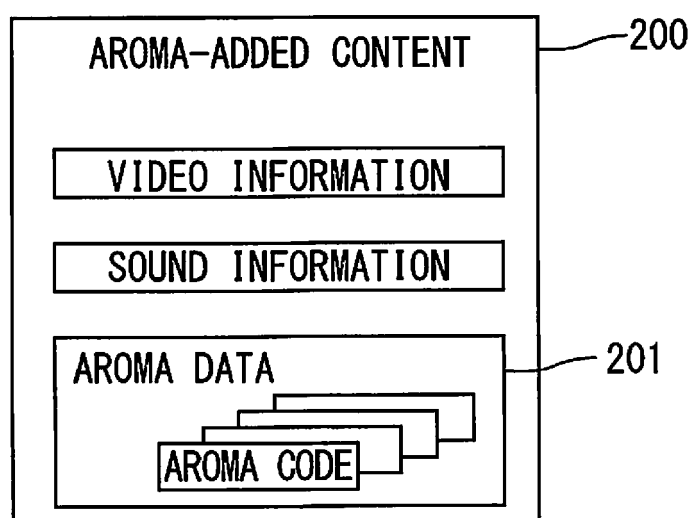 AROMA-ADDED CONTENT
200
VIDEO INFORMATION
SOUND INFORMATION
AROMA DATA
201
AROMA CODE